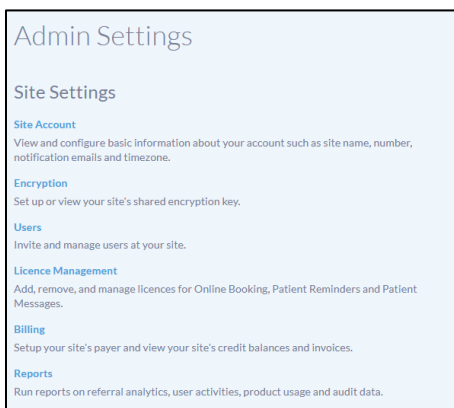 Admin Settings
Site Settings
Site Account
View and configure basic information about your account such as site name, number,
notification emails and timezone.
Encryption
Set up or view your site's shared encryption key.
Users
Invite and manage users at your site.
Licence Management
Add, remove, and manage licences for Online Booking, Patient Reminders and Patient
Messages.
Billing
Setup your site's payer and view your site's credit balances and invoices.
Reports
Run reports on referral analytics, user activities, product usage and audit data.